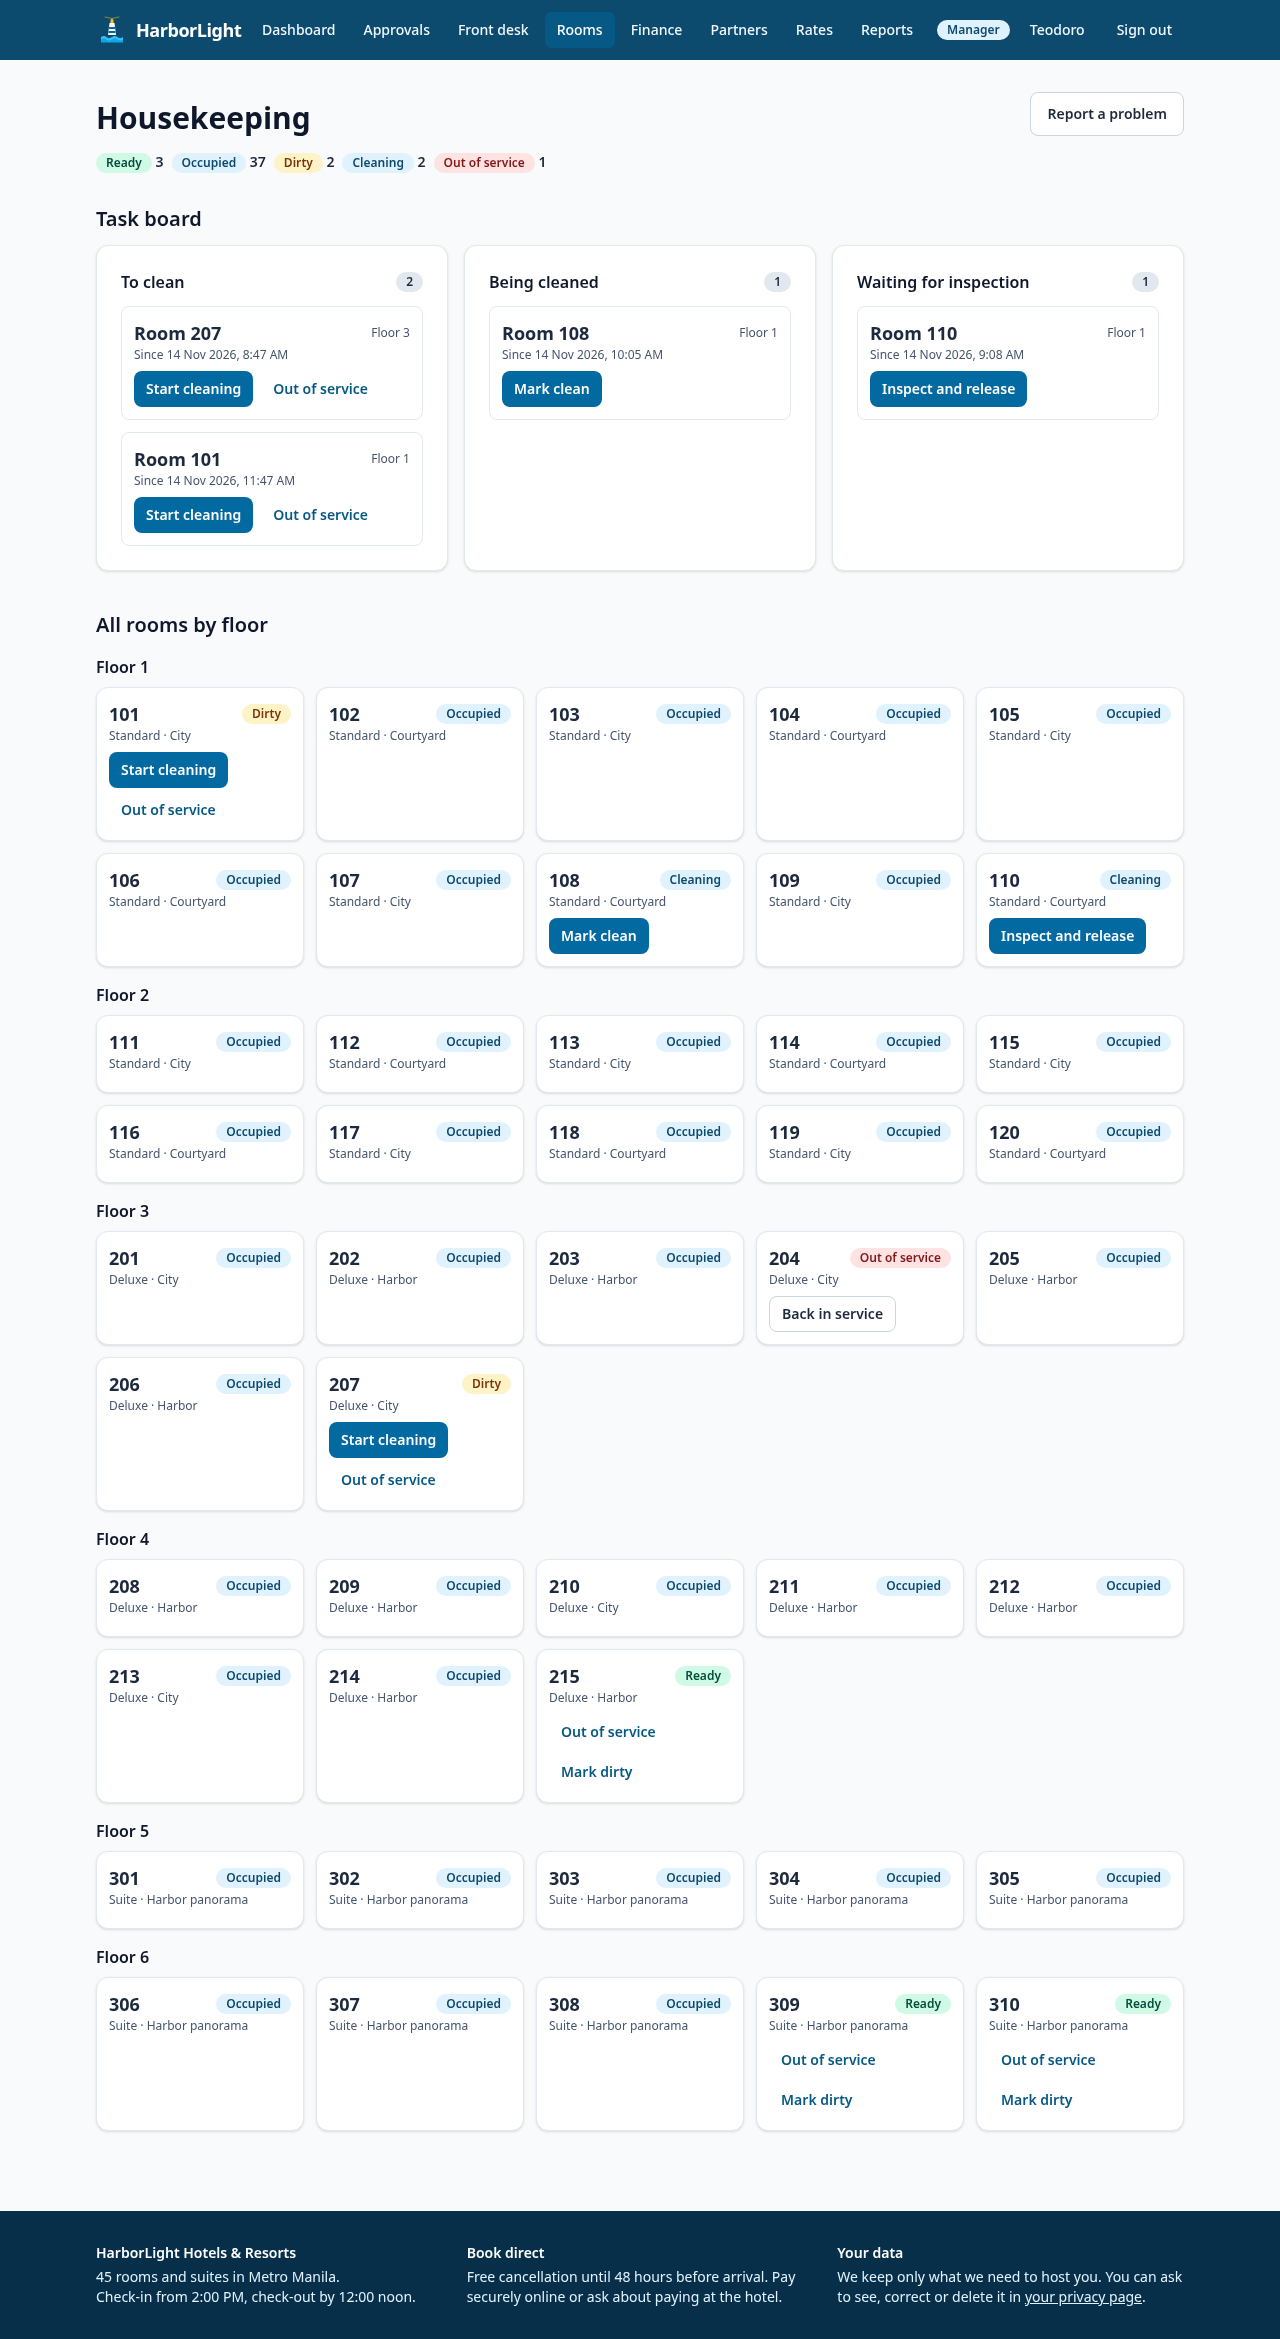 HarborLight Dashboard Approvals Front desk Rooms Finance Partners Rates Reports Manager Teodoro Sign out
Housekeeping
Report a problem
Ready 3 Occupied 37 Dirty 2 Cleaning 2 Out of service 1
Task board
To clean 2
Room 207 Floor 3
Since 14 Nov 2026, 8:47 AM
Start cleaning Out of service
Room 101 Floor 1
Since 14 Nov 2026, 11:47 AM
Start cleaning Out of service
Being cleaned 1
Room 108 Floor 1
Since 14 Nov 2026, 10:05 AM
Mark clean
Waiting for inspection 1
Room 110 Floor 1
Since 14 Nov 2026, 9:08 AM
Inspect and release
All rooms by floor
Floor 1
101 Dirty
Standard · City
Start cleaning
Out of service
102 Occupied
Standard · Courtyard
103 Occupied
Standard · City
104 Occupied
Standard · Courtyard
105 Occupied
Standard · City
106 Occupied
Standard · Courtyard
107 Occupied
Standard · City
108 Cleaning
Standard · Courtyard
Mark clean
109 Occupied
Standard · City
110 Cleaning
Standard · Courtyard
Inspect and release
Floor 2
111 Occupied
Standard · City
112 Occupied
Standard · Courtyard
113 Occupied
Standard · City
114 Occupied
Standard · Courtyard
115 Occupied
Standard · City
116 Occupied
Standard · Courtyard
117 Occupied
Standard · City
118 Occupied
Standard · Courtyard
119 Occupied
Standard · City
120 Occupied
Standard · Courtyard
Floor 3
201 Occupied
Deluxe · City
202 Occupied
Deluxe · Harbor
203 Occupied
Deluxe · Harbor
204 Out of service
Deluxe · City
Back in service
205 Occupied
Deluxe · Harbor
206 Occupied
Deluxe · Harbor
207 Dirty
Deluxe · City
Start cleaning
Out of service
Floor 4
208 Occupied
Deluxe · Harbor
209 Occupied
Deluxe · Harbor
210 Occupied
Deluxe · City
211 Occupied
Deluxe · Harbor
212 Occupied
Deluxe · Harbor
213 Occupied
Deluxe · City
214 Occupied
Deluxe · Harbor
215 Ready
Deluxe · Harbor
Out of service
Mark dirty
Floor 5
301 Occupied
Suite · Harbor panorama
302 Occupied
Suite · Harbor panorama
303 Occupied
Suite · Harbor panorama
304 Occupied
Suite · Harbor panorama
305 Occupied
Suite · Harbor panorama
Floor 6
306 Occupied
Suite · Harbor panorama
307 Occupied
Suite · Harbor panorama
308 Occupied
Suite · Harbor panorama
309 Ready
Suite · Harbor panorama
Out of service
Mark dirty
310 Ready
Suite · Harbor panorama
Out of service
Mark dirty
HarborLight Hotels & Resorts
45 rooms and suites in Metro Manila.
Check-in from 2:00 PM, check-out by 12:00 noon.
Book direct
Free cancellation until 48 hours before arrival. Pay
securely online or ask about paying at the hotel.
Your data
We keep only what we need to host you. You can ask
to see, correct or delete it in your privacy page.